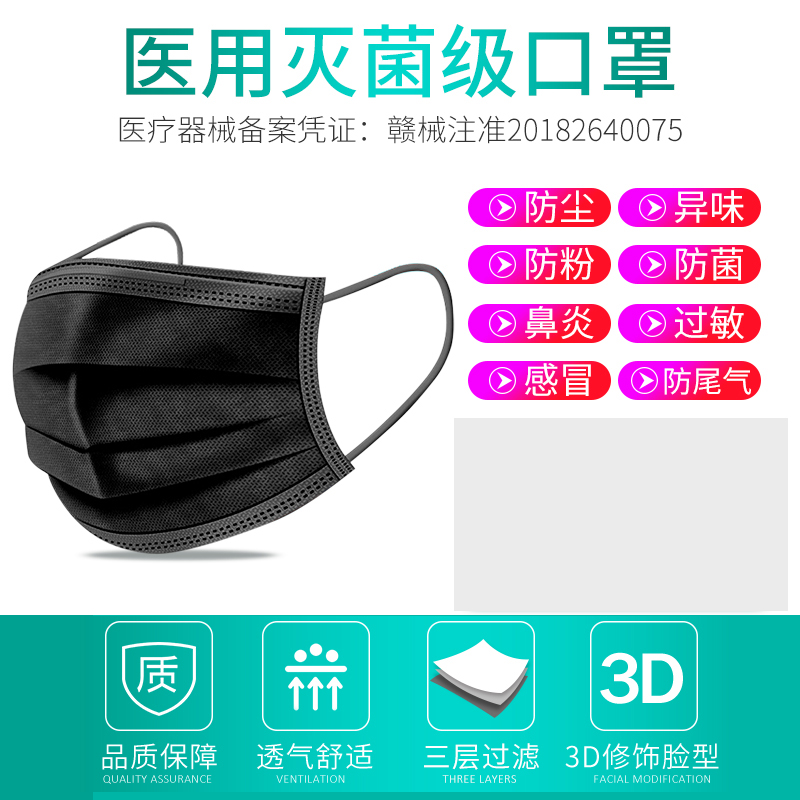 医用灭菌级口罩
医疗器械备案凭证：赣械注准20182640075
防尘 异味
防粉 防菌
鼻炎 过敏
感冒 防尾气
质 3D
品质保障 透气舒适 三层过滤 3D修饰脸型
QUALITY ASSURANCE VENTILATION THREE LAYERS FACIAL MODIFICATION